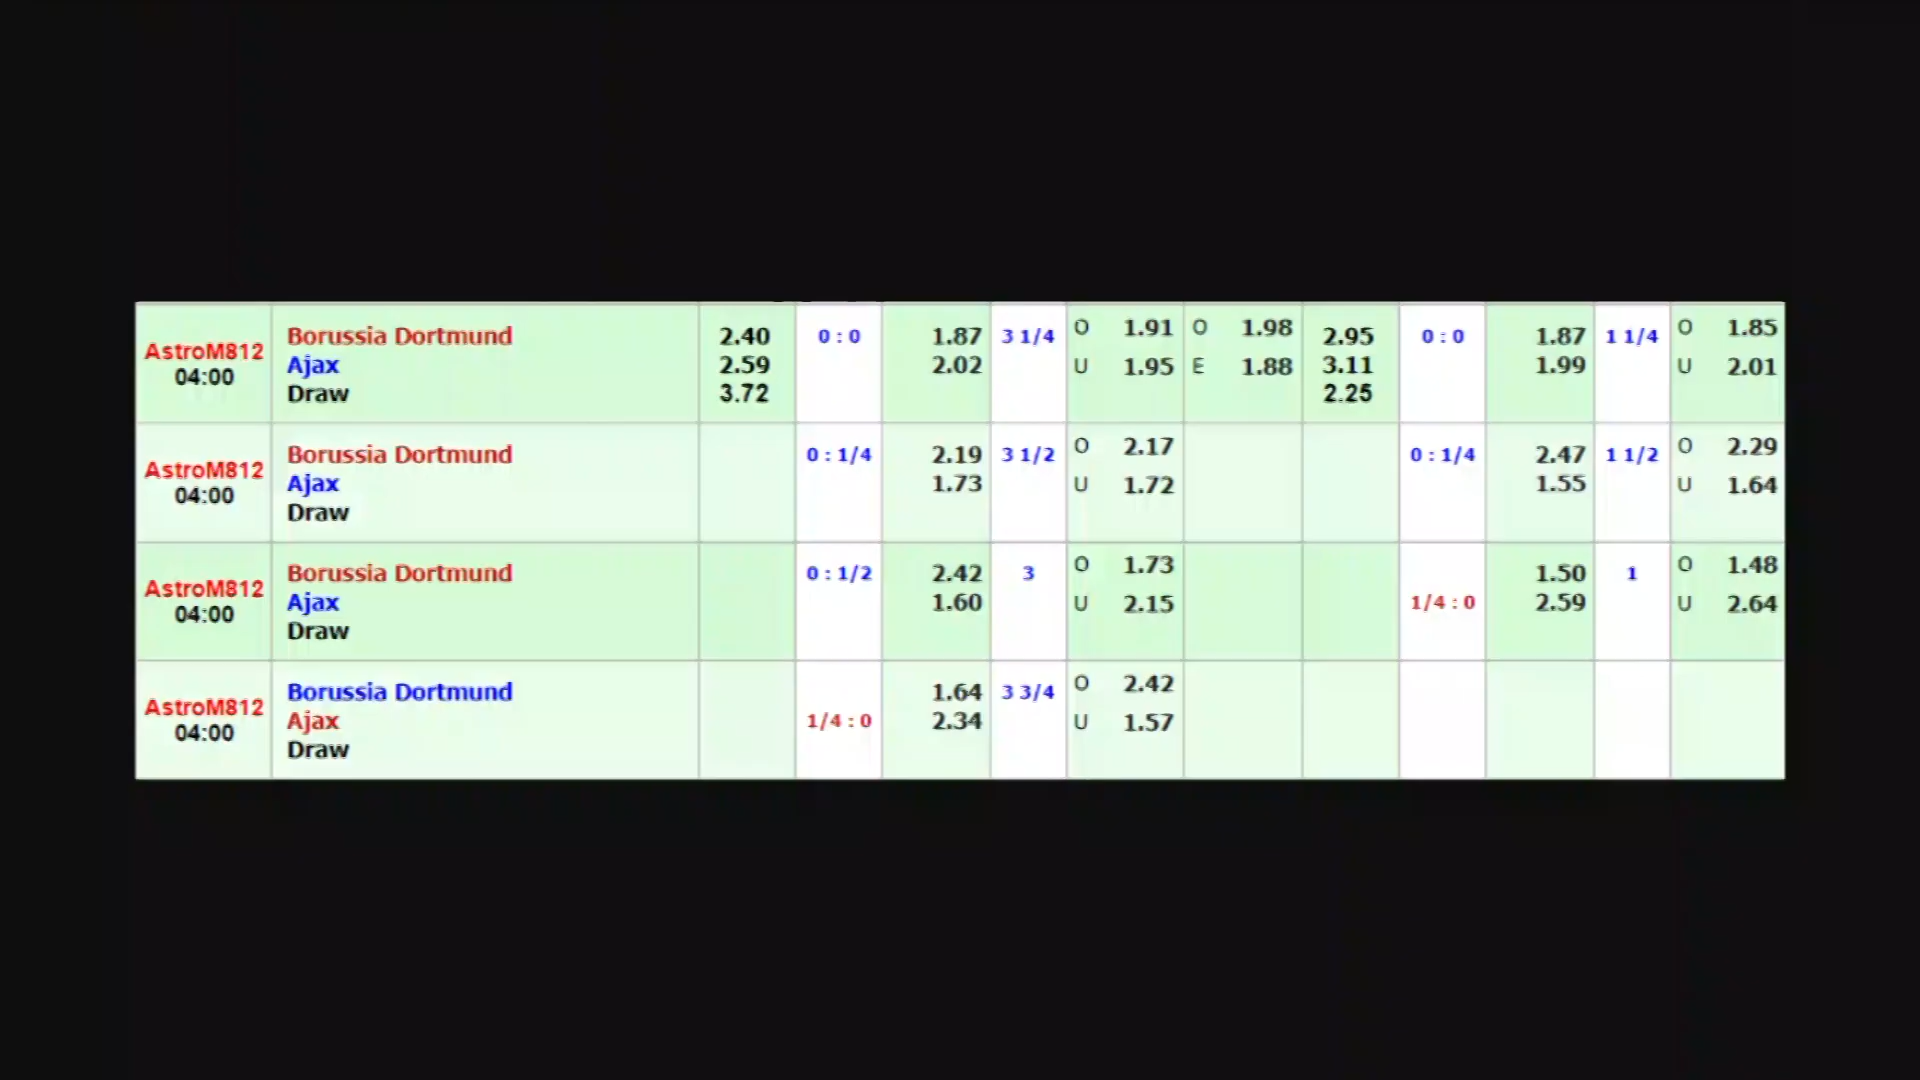 AstroM812 Borussia Dortmund 2.40 0 : 0 1.87 3 1/4 O 1.91 O 1.98 2.95 0 : 0 1.87 1 1/4 O 1.85
04:00 Ajax 2.59 2.02 U 1.95 E 1.88 3.11 1.99 U 2.01
Draw 3.72 2.25
AstroM812 Borussia Dortmund 0 : 1/4 2.19 3 1/2 O 2.17 0 : 1/4 2.47 1 1/2 O 2.29
04:00 Ajax 1.73 U 1.72 1.55 U 1.64
Draw
AstroM812 Borussia Dortmund 0 : 1/2 2.42 3 O 1.73 1.50 1 O 1.48
04:00 Ajax 1.60 U 2.15 1/4 : 0 2.59 U 2.64
Draw
AstroM812 Borussia Dortmund 1.64 3 3/4 O 2.42
04:00 Ajax 1/4 : 0 2.34 U 1.57
Draw